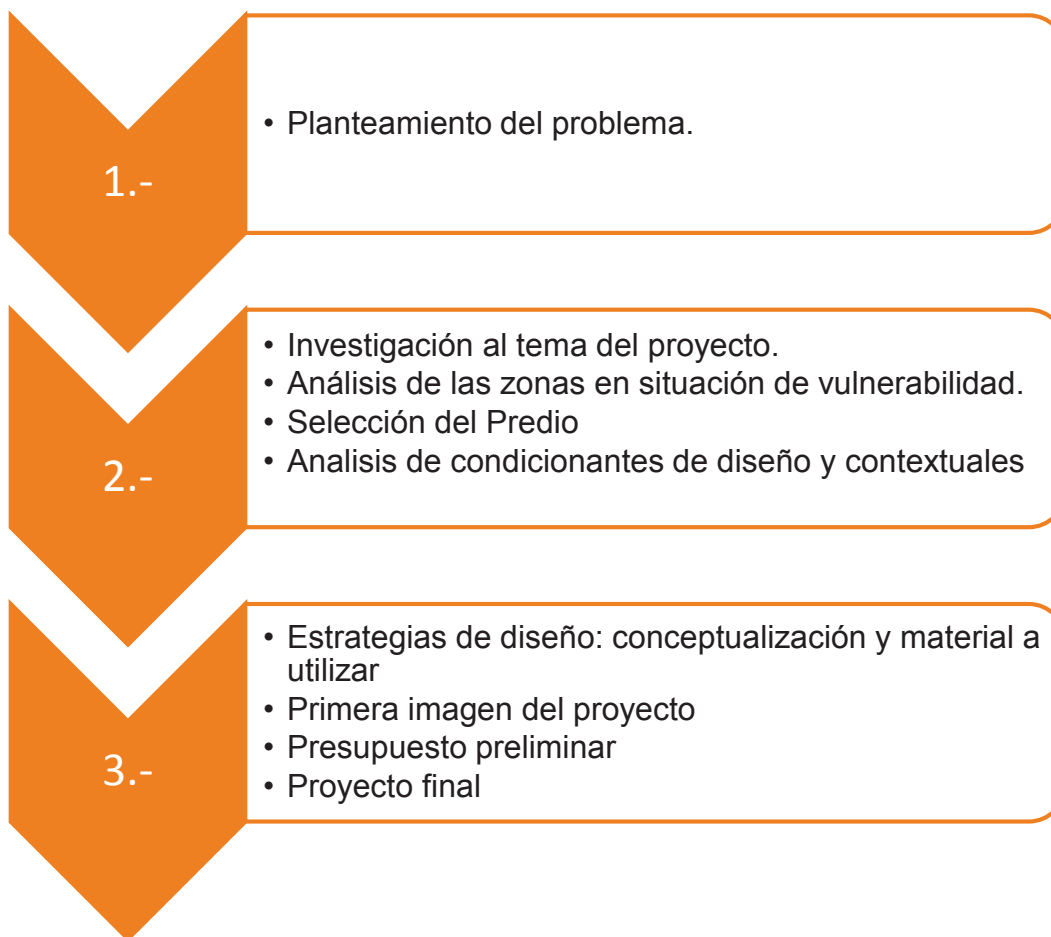 1.-
• Planteamiento del problema.
2.-
• Investigación al tema del proyecto.
• Análisis de las zonas en situación de vulnerabilidad.
• Selección del Predio
• Analisis de condicionantes de diseño y contextuales
3.-
• Estrategias de diseño: conceptualización y material a
utilizar
• Primera imagen del proyecto
• Presupuesto preliminar
• Proyecto final